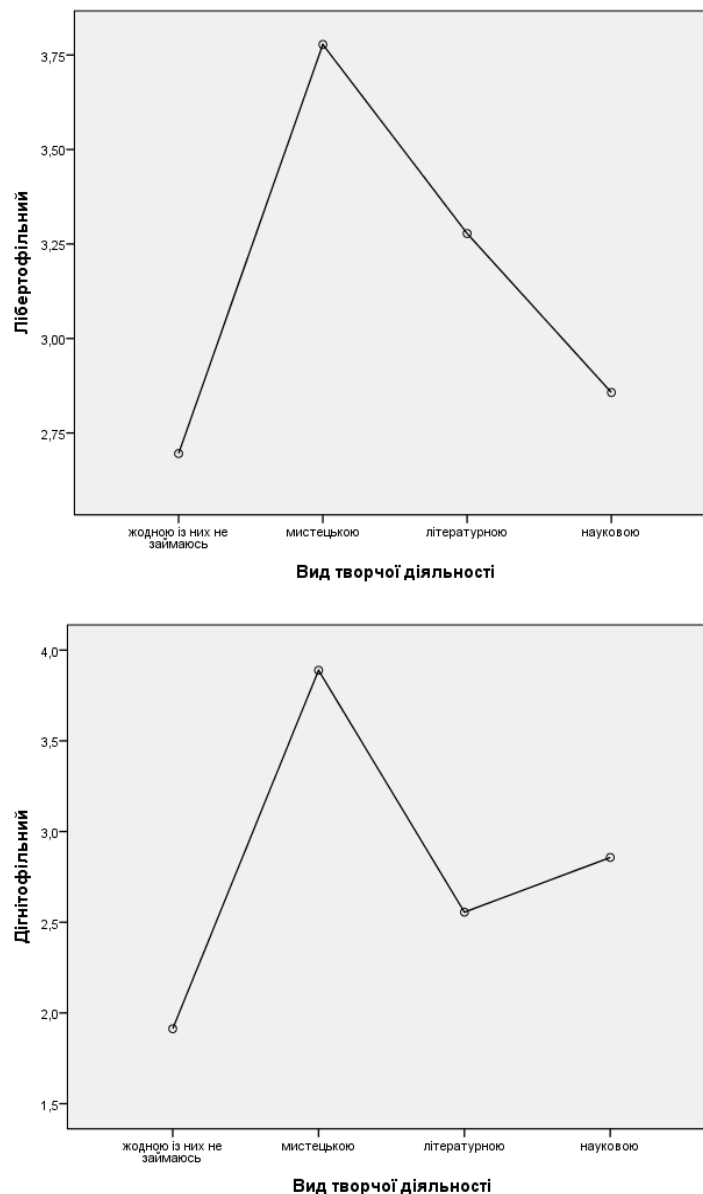 Лібертофільний
3,75
3,50
3,25
3,00
2,75
жодною із них не
займаюсь
мистецькою
літературною
науковою
Вид творчої діяльності
Дігнітофільний
4,0
3,5
3,0
2,5
2,0
1,5
жодною із них не
займаюсь
мистецькою
літературною
науковою
Вид творчої діяльності